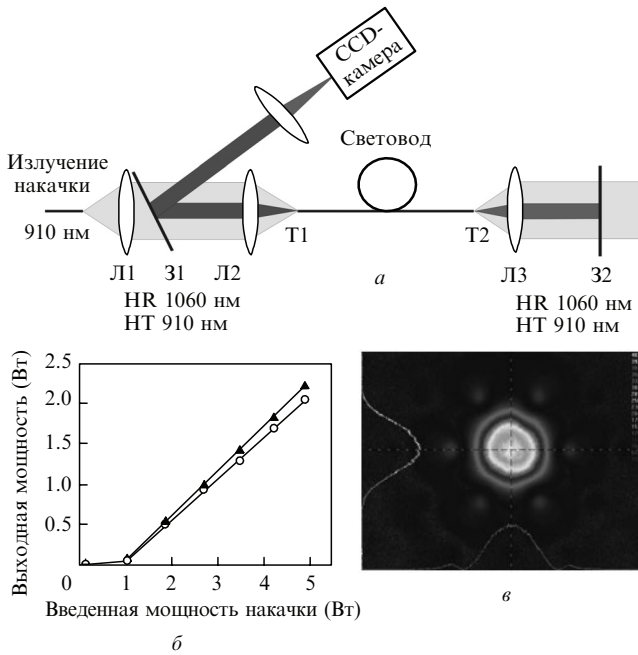 CCD-
камера
Световод
Излучение
накачки
910 нм
Т1
Т2
Л1
З1
Л2
Л3
З2
HR 1060 нм
HT 910 нм
HR 1060 нм
HT 910 нм
а
Выходная мощность (Вт)
2.5
2.0
1.5
1.0
0.5
0
1
2
3
4
5
Введенная мощность накачки (Вт)
б
в